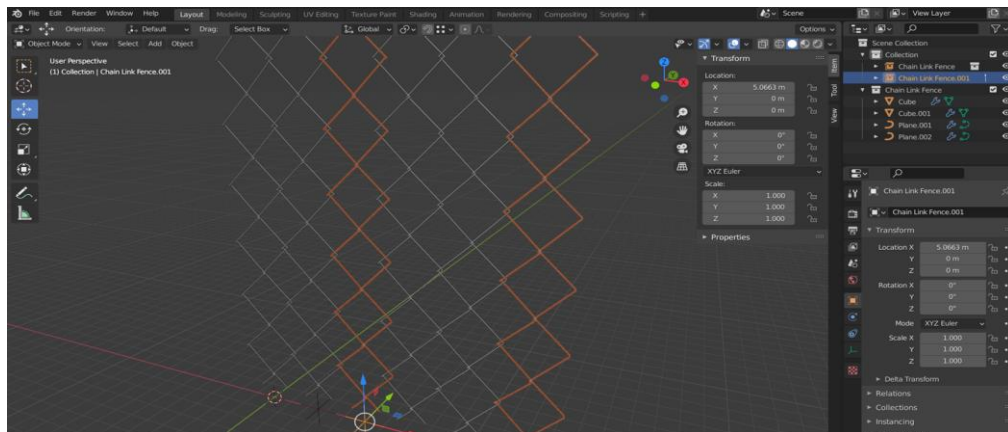 File Edit Render Window Help Layout Modeling Sculpting UV Editing Texture Paint Shading Animation Rendering Compositing Scripting + Scene View Layer
Orientation: Default Drag: Select Box Global Options
Object Mode View Select Add Object
User Perspective
(1) Collection | Chain Link Fence.001
Z
Y
X
Transform
Location:
X 5.0663 m
Y 0 m
Z 0 m
Rotation:
X 0°
Y 0°
Z 0°
XYZ Euler
Scale:
X 1.000
Y 1.000
Z 1.000
Properties
Item
Tool
View
Scene Collection
Collection
Chain Link Fence
Chain Link Fence.001
Chain Link Fence
Cube
Cube.001
Plane.001
Plane.002
Chain Link Fence.001
Chain Link Fence.001
Transform
Location X 5.0663 m
Y 0 m
Z 0 m
Rotation X 0°
Y 0°
Z 0°
Mode XYZ Euler
Scale X 1.000
Y 1.000
Z 1.000
Delta Transform
Relations
Collections
Instancing